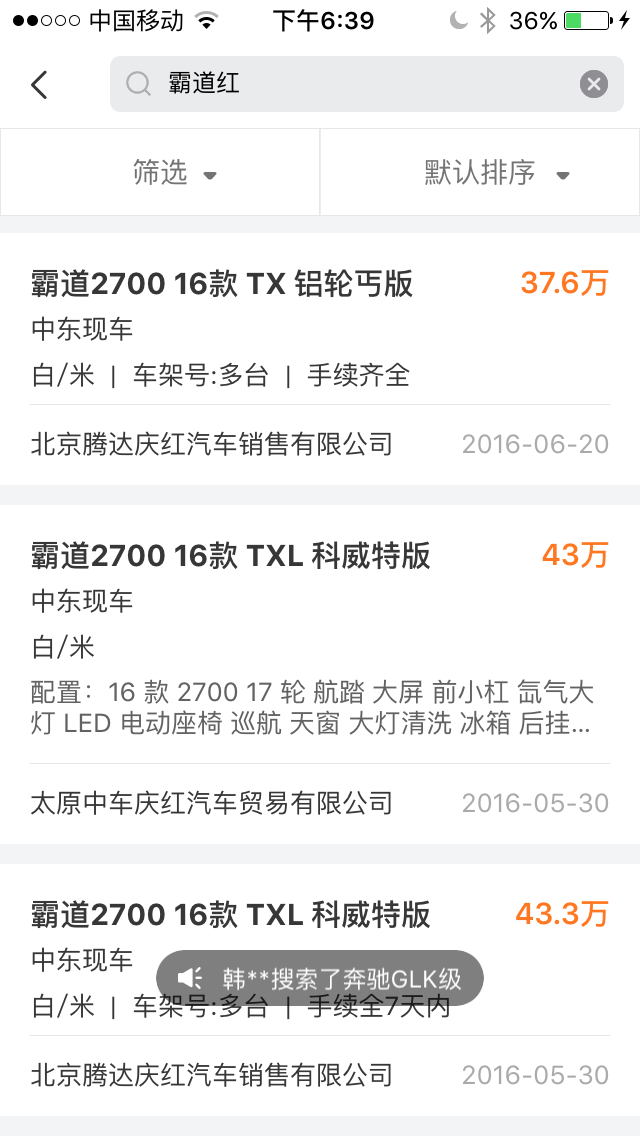 中国移动 下午6:39 36%
霸道红
筛选 默认排序
霸道2700 16款 TX 铝轮丐版 37.6万
中东现车
白/米 | 车架号:多台 | 手续齐全
北京腾达庆红汽车销售有限公司 2016-06-20
霸道2700 16款 TXL 科威特版 43万
中东现车
白/米
配置：16 款 2700 17 轮 航踏 大屏 前小杠 氙气大
灯 LED 电动座椅 巡航 天窗 大灯清洗 冰箱 后挂...
太原中车庆红汽车贸易有限公司 2016-05-30
霸道2700 16款 TXL 科威特版 43.3万
中东现车
韩**搜索了奔驰GLK级
白/米 | 车架号:多台 | 手续全7天内
北京腾达庆红汽车销售有限公司 2016-05-30